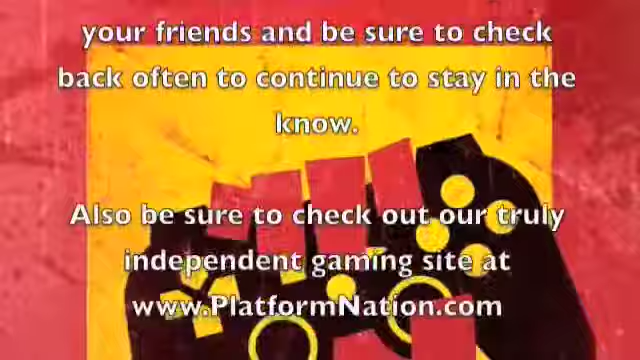 your friends and be sure to check
back often to continue to stay in the
know.
Also be sure to check out our truly
independent gaming site at
www.PlatformNation.com